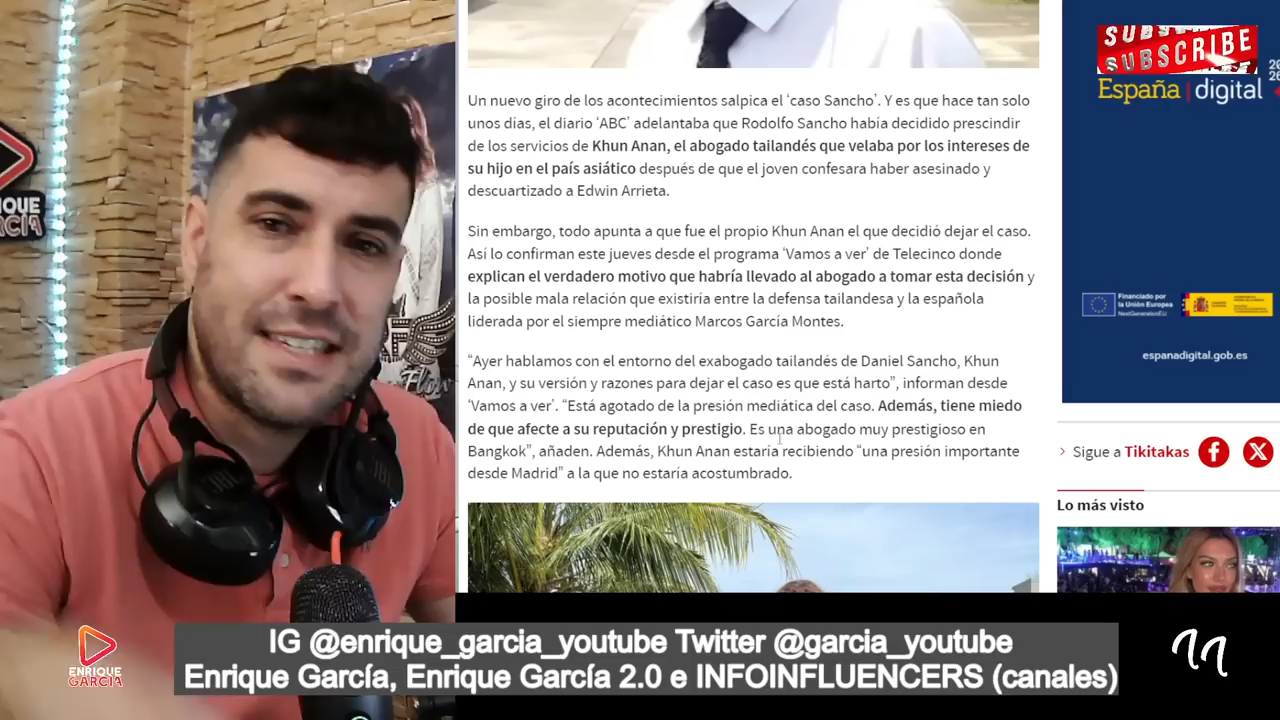 SUBSCRIBE
SUBSCRIBE
España | digital
Un nuevo giro de los acontecimientos salpica el ‘caso Sancho’. Y es que hace tan solo
unos días, el diario ‘ABC’ adelantaba que Rodolfo Sancho había decidido prescindir
de los servicios de Khun Anan, el abogado tailandés que velaba por los intereses de
su hijo en el país asiático después de que el joven confesara haber asesinado y
descuartizado a Edwin Arrieta.
Sin embargo, todo apunta a que fue el propio Khun Anan el que decidió dejar el caso.
Así lo confirman este jueves desde el programa ‘Vamos a ver’ de Telecinco donde
explican el verdadero motivo que habría llevado al abogado a tomar esta decisión y
la posible mala relación que existiría entre la defensa tailandesa y la española
liderada por el siempre mediático Marcos García Montes.
“Ayer hablamos con el entorno del exabogado tailandés de Daniel Sancho, Khun
Anan, y su versión y razones para dejar el caso es que está harto”, informan desde
‘Vamos a ver’. “Está agotado de la presión mediática del caso. Además, tiene miedo
de que afecte a su reputación y prestigio. Es una abogado muy prestigioso en
Bangkok”, añaden. Además, Khun Anan estaría recibiendo “una presión importante
desde Madrid” a la que no estaría acostumbrado.
Financiado por
la Unión Europea
NextGenerationEU
espanadigital.gob.es
Sigue a Tikitakas
Lo más visto
JBL
IG @enrique_garcia_youtube Twitter @garcia_youtube
Enrique García, Enrique García 2.0 e INFOINFLUENCERS (canales)
ENRIQUE
GARCIA